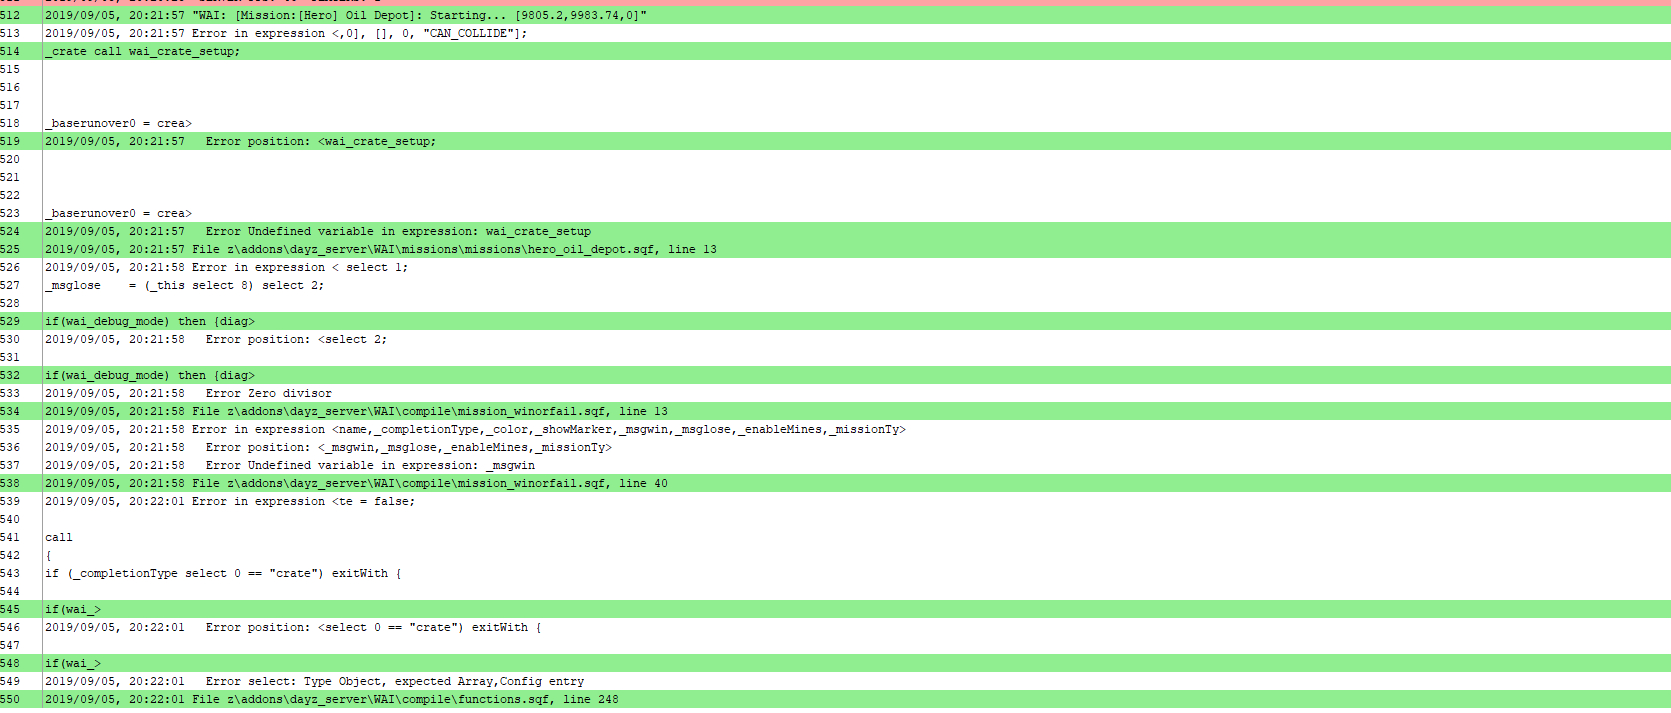 512 2019/09/05, 20:21:57 "WAI: [Mission:[Hero] Oil Depot]: Starting... [9805.2,9983.74,0]"
513 2019/09/05, 20:21:57 Error in expression <,0], [], 0, "CAN_COLLIDE"];
514 _crate call wai_crate_setup;
515
516
517
518 _baserunover0 = crea>
519 2019/09/05, 20:21:57   Error position: <wai_crate_setup;
520
521
522
523 _baserunover0 = crea>
524 2019/09/05, 20:21:57   Error Undefined variable in expression: wai_crate_setup
525 2019/09/05, 20:21:57 File z\addons\dayz_server\WAI\missions\missions\hero_oil_depot.sqf, line 13
526 2019/09/05, 20:21:58 Error in expression < select 1;
527 _msglose    = (_this select 8) select 2;
528
529 if(wai_debug_mode) then {diag>
530 2019/09/05, 20:21:58   Error position: <select 2;
531
532 if(wai_debug_mode) then {diag>
533 2019/09/05, 20:21:58   Error Zero divisor
534 2019/09/05, 20:21:58 File z\addons\dayz_server\WAI\compile\mission_winorfail.sqf, line 13
535 2019/09/05, 20:21:58 Error in expression <name,_completionType,_color,_showMarker,_msgwin,_msglose,_enableMines,_missionTy>
536 2019/09/05, 20:21:58   Error position: <_msgwin,_msglose,_enableMines,_missionTy>
537 2019/09/05, 20:21:58   Error Undefined variable in expression: _msgwin
538 2019/09/05, 20:21:58 File z\addons\dayz_server\WAI\compile\mission_winorfail.sqf, line 40
539 2019/09/05, 20:22:01 Error in expression <te = false;
540
541 call
542 {
543 if (_completionType select 0 == "crate") exitWith {
544
545 if(wai_>
546 2019/09/05, 20:22:01   Error position: <select 0 == "crate") exitWith {
547
548 if(wai_>
549 2019/09/05, 20:22:01   Error select: Type Object, expected Array,Config entry
550 2019/09/05, 20:22:01 File z\addons\dayz_server\WAI\compile\functions.sqf, line 248